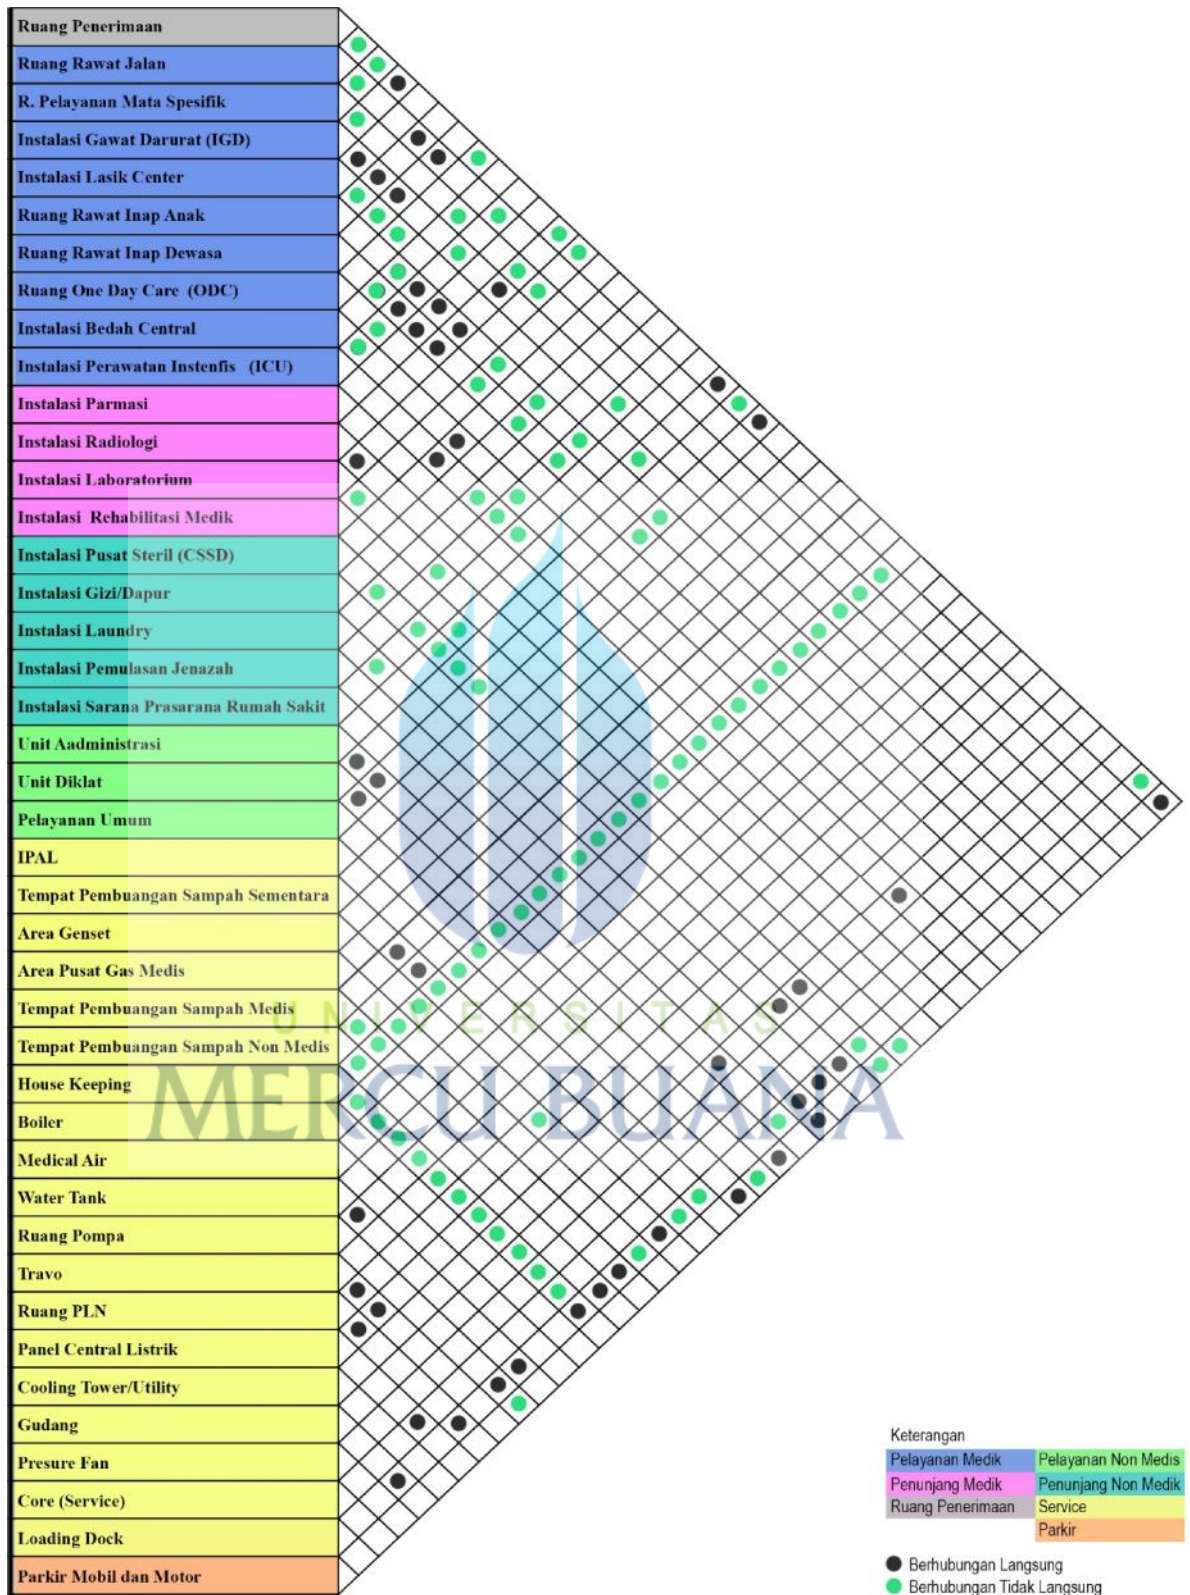 Ruang Penerimaan
Ruang Rawat Jalan
R. Pelayanan Mata Spesifik
Instalasi Gawat Darurat (IGD)
Instalasi Lasik Center
Ruang Rawat Inap Anak
Ruang Rawat Inap Dewasa
Ruang One Day Care (ODC)
Instalasi Bedah Central
Instalasi Perawatan Instenfis (ICU)
Instalasi Parmasi
Instalasi Radiologi
Instalasi Laboratorium
Instalasi Rehabilitasi Medik
Instalasi Pusat Steril (CSSD)
Instalasi Gizi/Dapur
Instalasi Laundry
Instalasi Pemulasan Jenazah
Instalasi Sarana Prasarana Rumah Sakit
Unit Aadministrasi
Unit Diklat
Pelayanan Umum
IPAL
Tempat Pembuangan Sampah Sementara
Area Genset
Area Pusat Gas Medis
Tempat Pembuangan Sampah Medis
Tempat Pembuangan Sampah Non Medis
House Keeping
Boiler
Medical Air
Water Tank
Ruang Pompa
Travo
Ruang PLN
Panel Central Listrik
Cooling Tower/Utility
Gudang
Presure Fan
Core (Service)
Loading Dock
Parkir Mobil dan Motor
UNIVERSITAS
MERCU BUANA
Keterangan
Pelayanan Medik Pelayanan Non Medis
Penunjang Medik Penunjang Non Medik
Ruang Penerimaan Service
Parkir
Berhubungan Langsung
Berhubungan Tidak Langsung